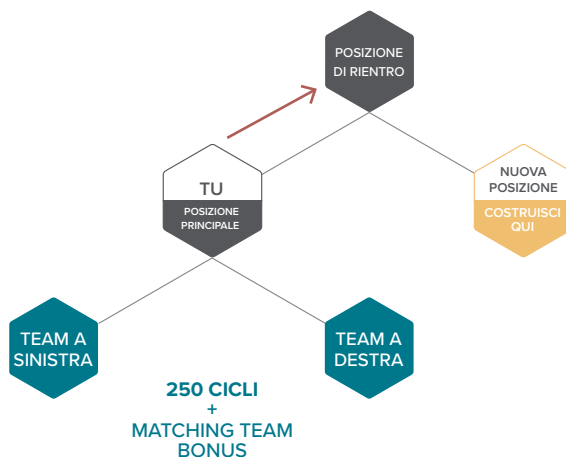 POSIZIONE
DI RIENTRO
TU
POSIZIONE
PRINCIPALE
NUOVA
POSIZIONE
COSTRUISCI
QUI
TEAM A
SINISTRA
TEAM A
DESTRA
250 CICLI
+
MATCHING TEAM
BONUS